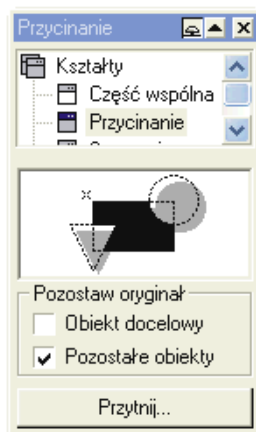 Przycinanie
Kształty
Część wspólna
Przycinanie
Pozostaw oryginał
Obiekt docelowy
Pozostałe obiekty
Przytnij...